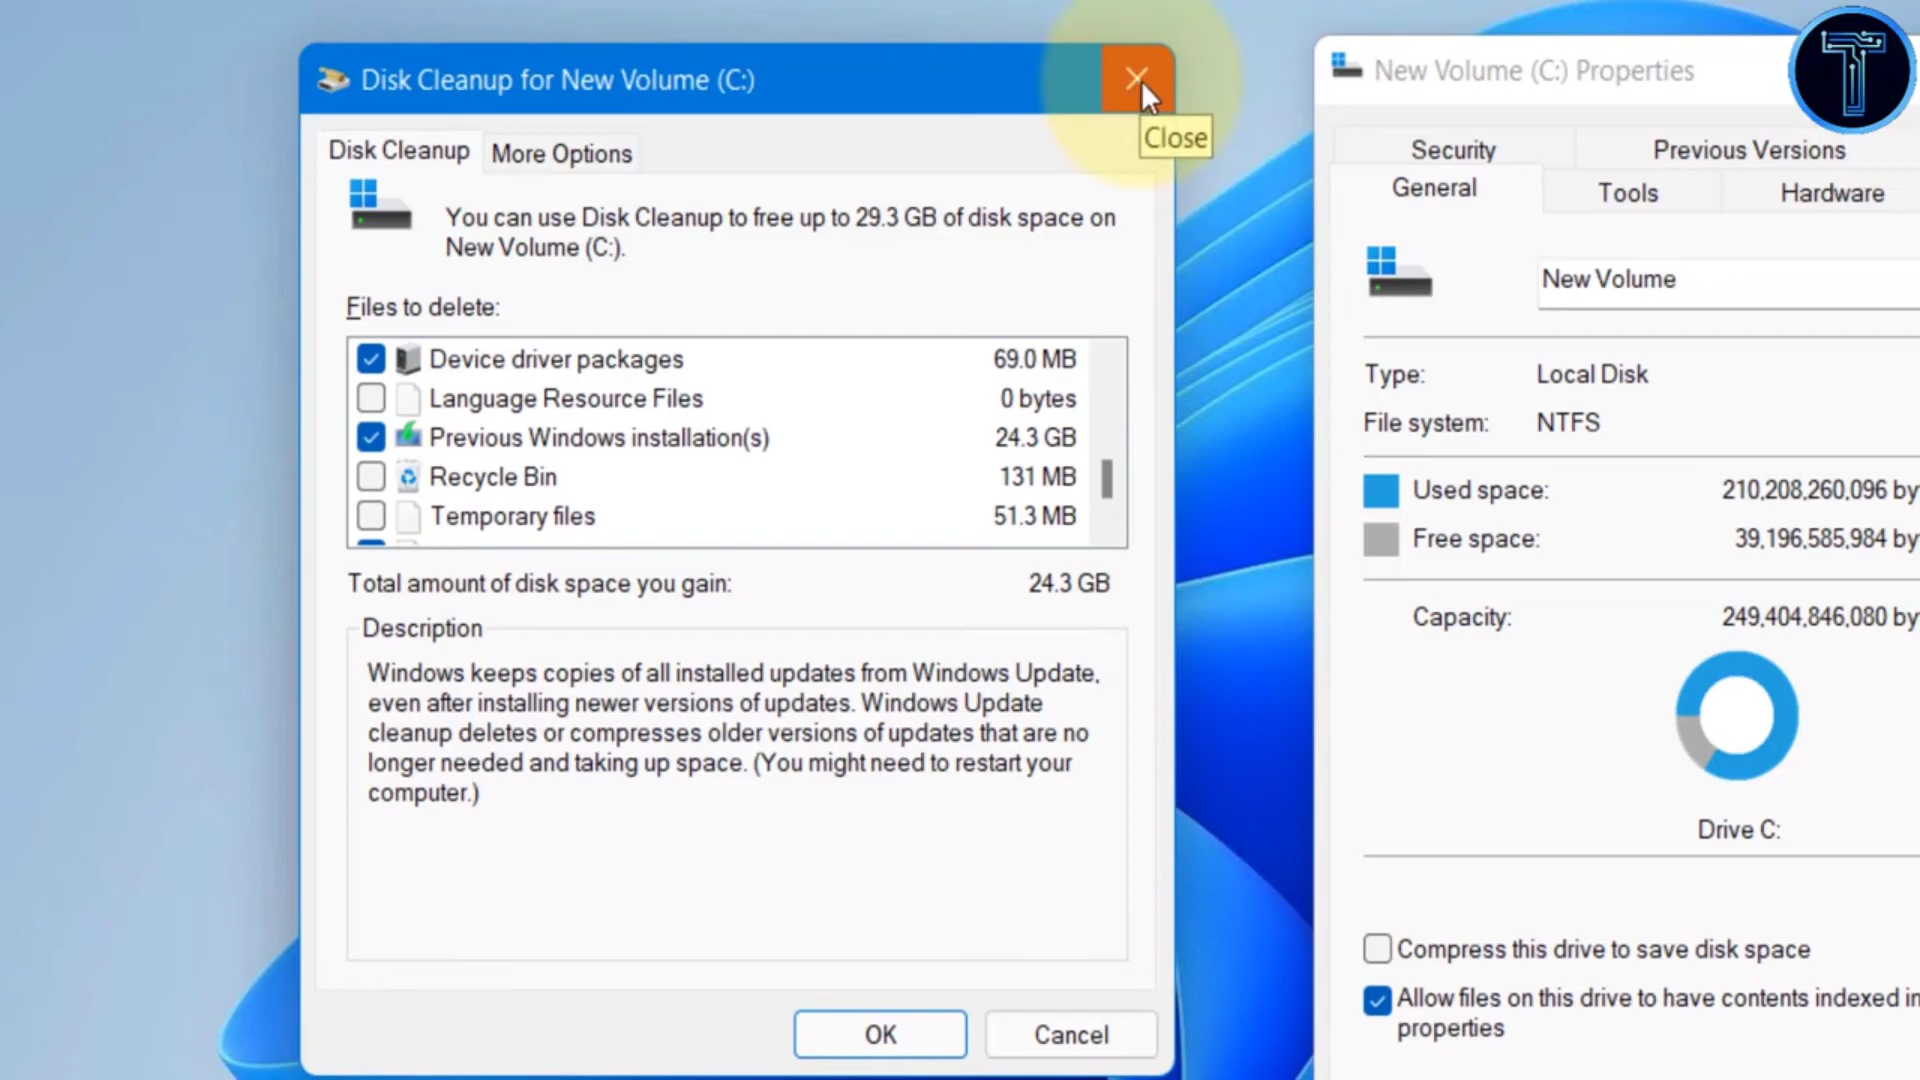 Disk Cleanup for New Volume (C:)
Close
Disk Cleanup
More Options
You can use Disk Cleanup to free up to 29.3 GB of disk space on
New Volume (C:).
Files to delete:
Device driver packages 69.0 MB
Language Resource Files 0 bytes
Previous Windows installation(s) 24.3 GB
Recycle Bin 131 MB
Temporary files 51.3 MB
Total amount of disk space you gain: 24.3 GB
Description
Windows keeps copies of all installed updates from Windows Update,
even after installing newer versions of updates. Windows Update
cleanup deletes or compresses older versions of updates that are no
longer needed and taking up space. (You might need to restart your
computer.)
OK
Cancel
New Volume (C:) Properties
Security
Previous Versions
General
Tools
Hardware
New Volume
Type: Local Disk
File system: NTFS
Used space: 210,208,260,096 by
Free space: 39,196,585,984 by
Capacity: 249,404,846,080 by
Drive C:
Compress this drive to save disk space
Allow files on this drive to have contents indexed in
properties
T